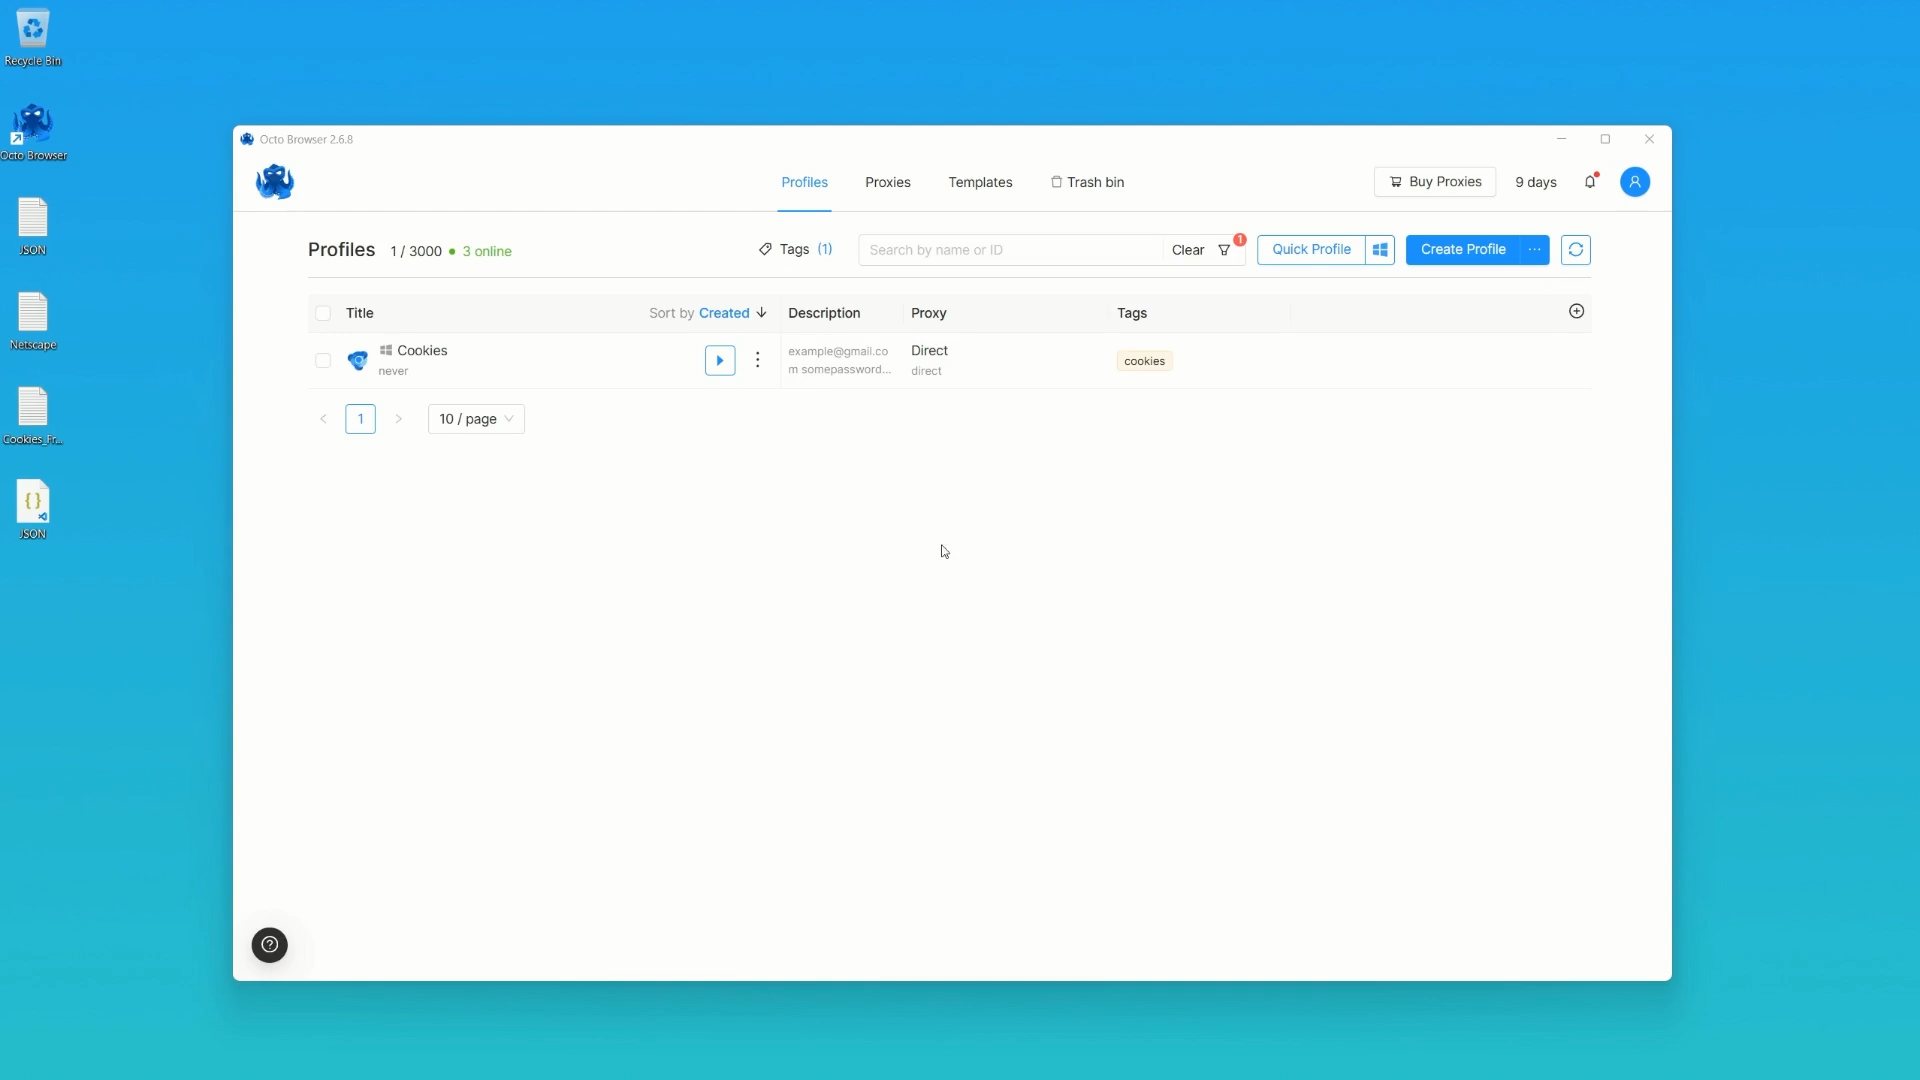 Recycle Bin
Octo Browser
JSON
Netscape
Cookies_Fr...
JSON
Octo Browser 2.6.8
Profiles
Proxies
Templates
Trash bin
Buy Proxies
9 days
Profiles 1 / 3000 3 online
Tags (1)
Search by name or ID
Clear
1
Quick Profile
Create Profile ...
Title
Sort by Created
Description
Proxy
Tags
Cookies
never
example@gmail.co
m somepassword...
Direct
direct
cookies
1
10 / page